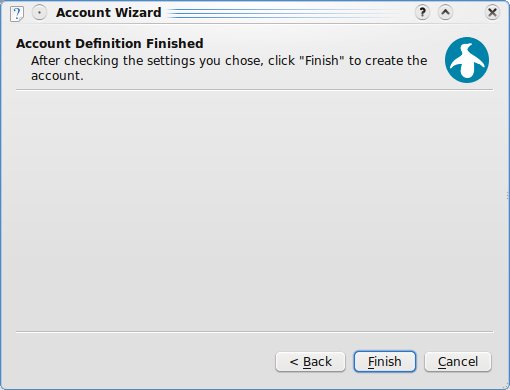 Account Wizard
Account Definition Finished
After checking the settings you chose, click "Finish" to create the
account.
< Back Finish Cancel